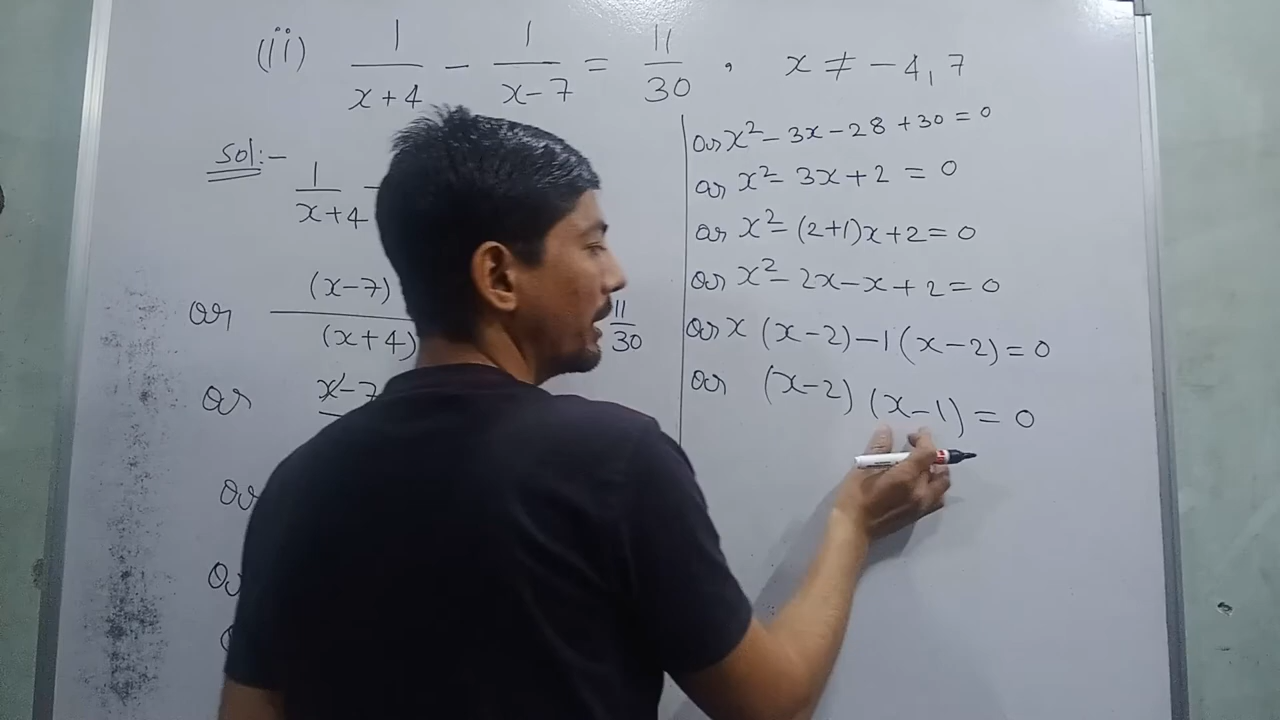 (ii) 1/(x+4) - 1/(x-7) = 11/30 , x ≠ -4, 7
Sol:-
1/(x+4) -
or (x-7) / (x+4) 11/30
or x-7
or
or
or x² - 3x - 28 + 30 = 0
or x² - 3x + 2 = 0
or x² - (2+1)x + 2 = 0
or x² - 2x - x + 2 = 0
or x (x-2) - 1 (x-2) = 0
or (x-2) (x-1) = 0